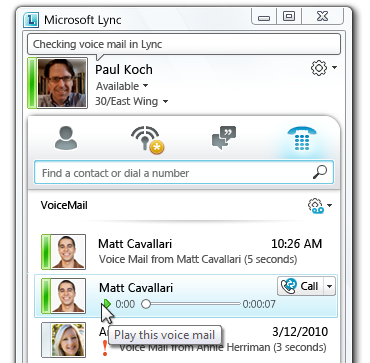 Microsoft Lync
Checking voice mail in Lync
Paul Koch
Available
30/East Wing
Find a contact or dial a number
VoiceMail
Matt Cavallari 10:26 AM
Voice Mail from Matt Cavallari (5 seconds)
Matt Cavallari Call
0:00 0:00:07
Play this voice mail
3/12/2010
Voice Mail from Annie Herriman (3 seconds)